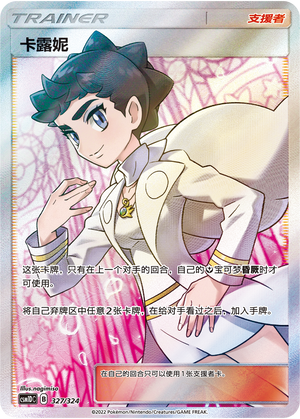 TRAINER
支援者
卡露妮
这张卡牌，只有在上一个对手的回合，自己的宝可梦昏厥时才
可使用。
将自己弃牌区中任意2张卡牌，在给对手看过之后，加入手牌。
Illus.nagimiso
CSM2DC B 327/324
在自己的回合只可以使用1张支援者卡。
©2022 Pokémon/Nintendo/Creatures/GAME FREAK.